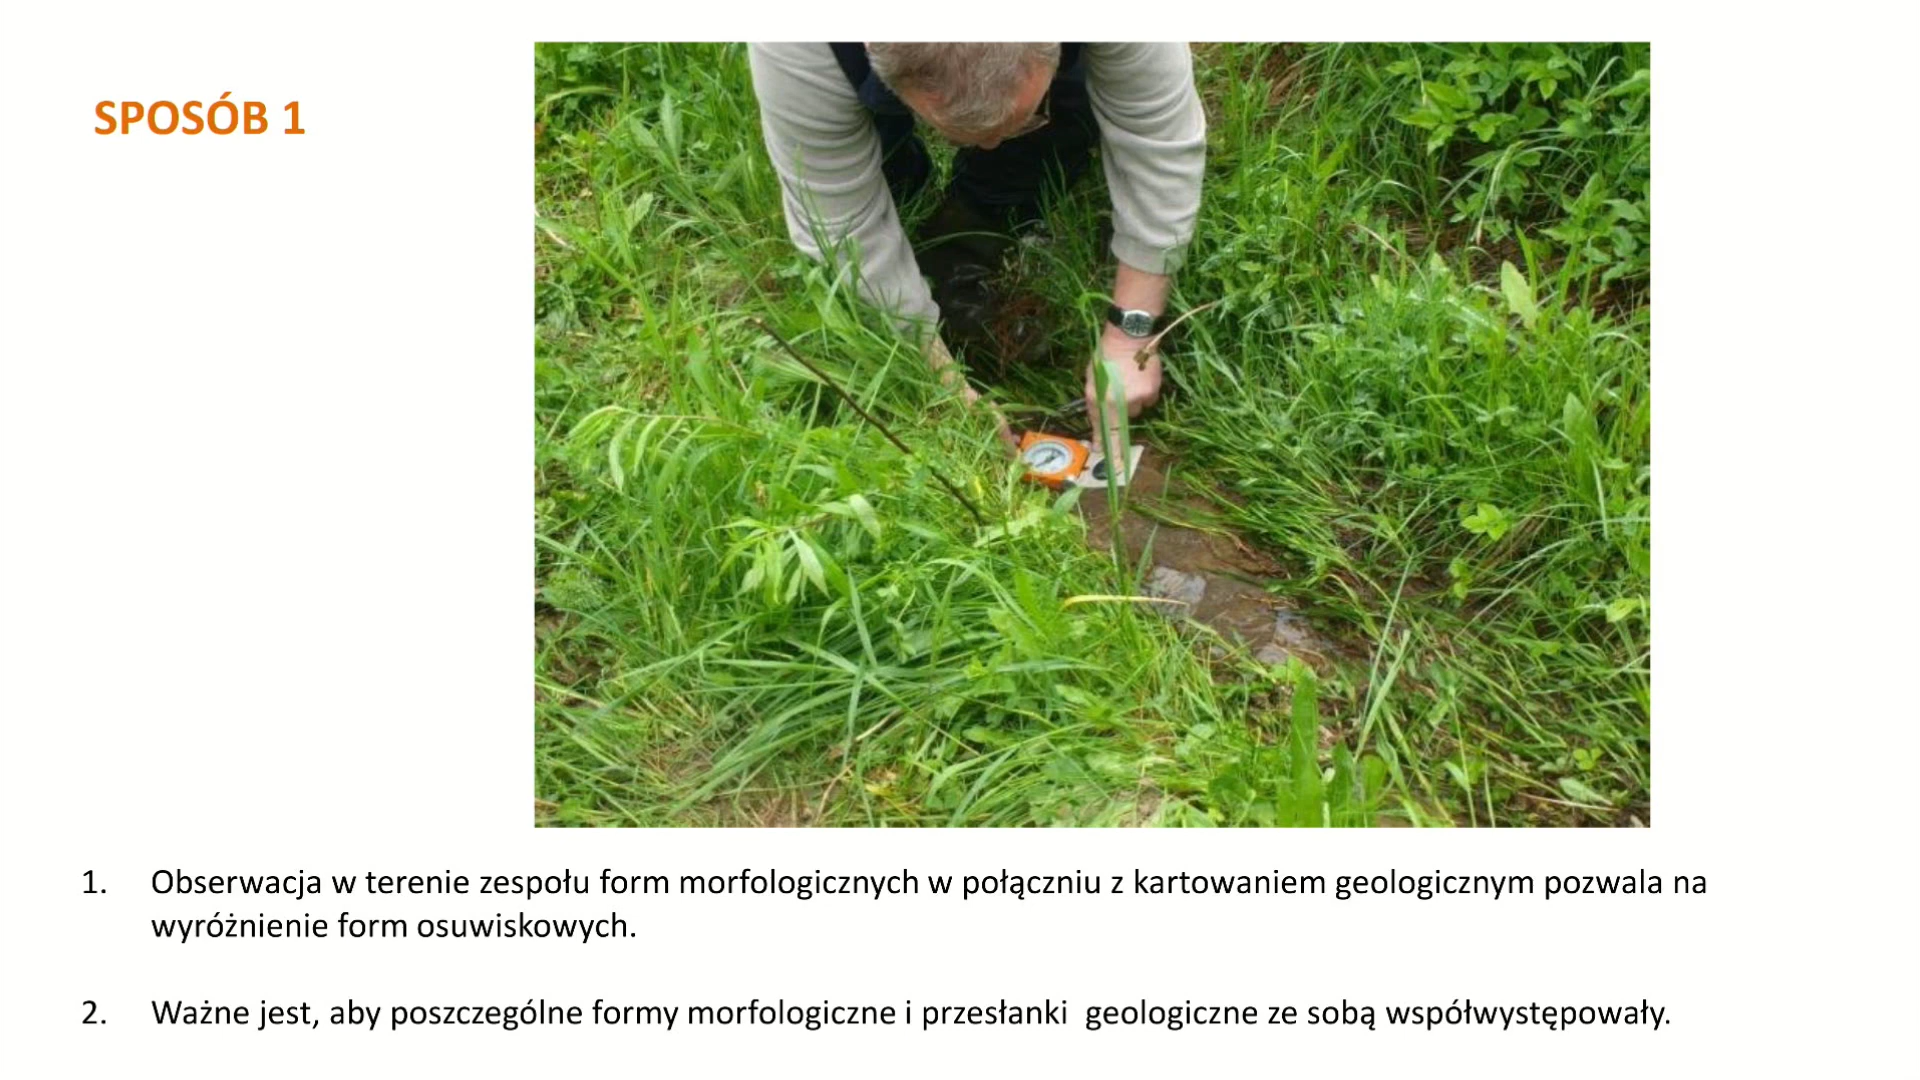 SPOSÓB 1
1. Obserwacja w terenie zespołu form morfologicznych w połączniu z kartowaniem geologicznym pozwala na
wyróżnienie form osuwiskowych.
2. Ważne jest, aby poszczególne formy morfologiczne i przesłanki geologiczne ze sobą współwystępowały.